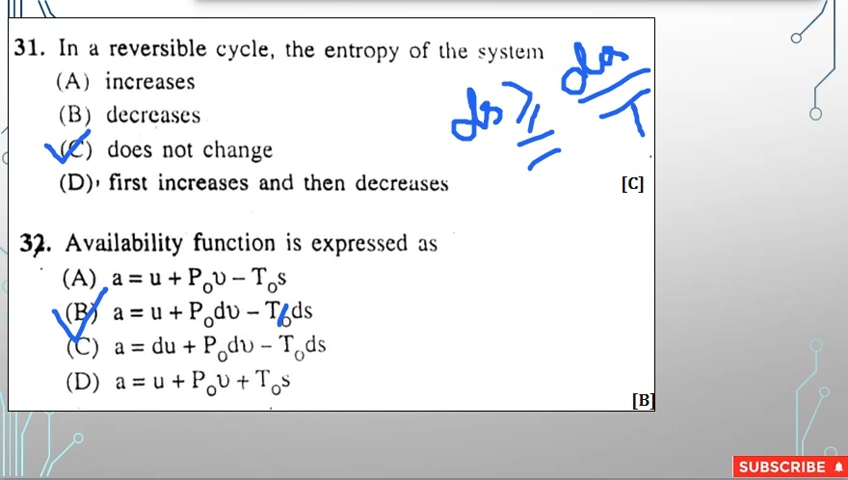 31. In a reversible cycle, the entropy of the system
(A) increases
(B) decreases
(C) does not change
(D) first increases and then decreases
[C]
ds ≥ dQ/T
32. Availability function is expressed as
(A) a = u + P₀υ − T₀s
(B) a = u + P₀dυ − T₀ds
(C) a = du + P₀dυ − T₀ds
(D) a = u + P₀υ + T₀s
[B]
SUBSCRIBE